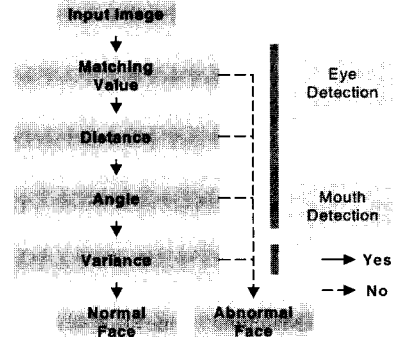 Input Image
Matching
Value
Distance
Angle
Variance
Normal
Face
Abnormal
Face
Eye
Detection
Mouth
Detection
Yes
No